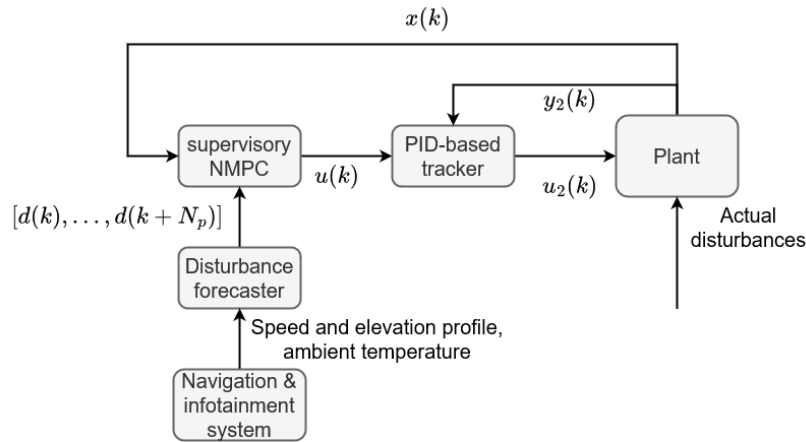 x(k)
y₂(k)
supervisory
NMPC
u(k)
PID-based
tracker
u₂(k)
Plant
[d(k), . . . , d(k + Nₚ)]
Actual
disturbances
Disturbance
forecaster
Speed and elevation profile,
ambient temperature
Navigation &
infotainment
system